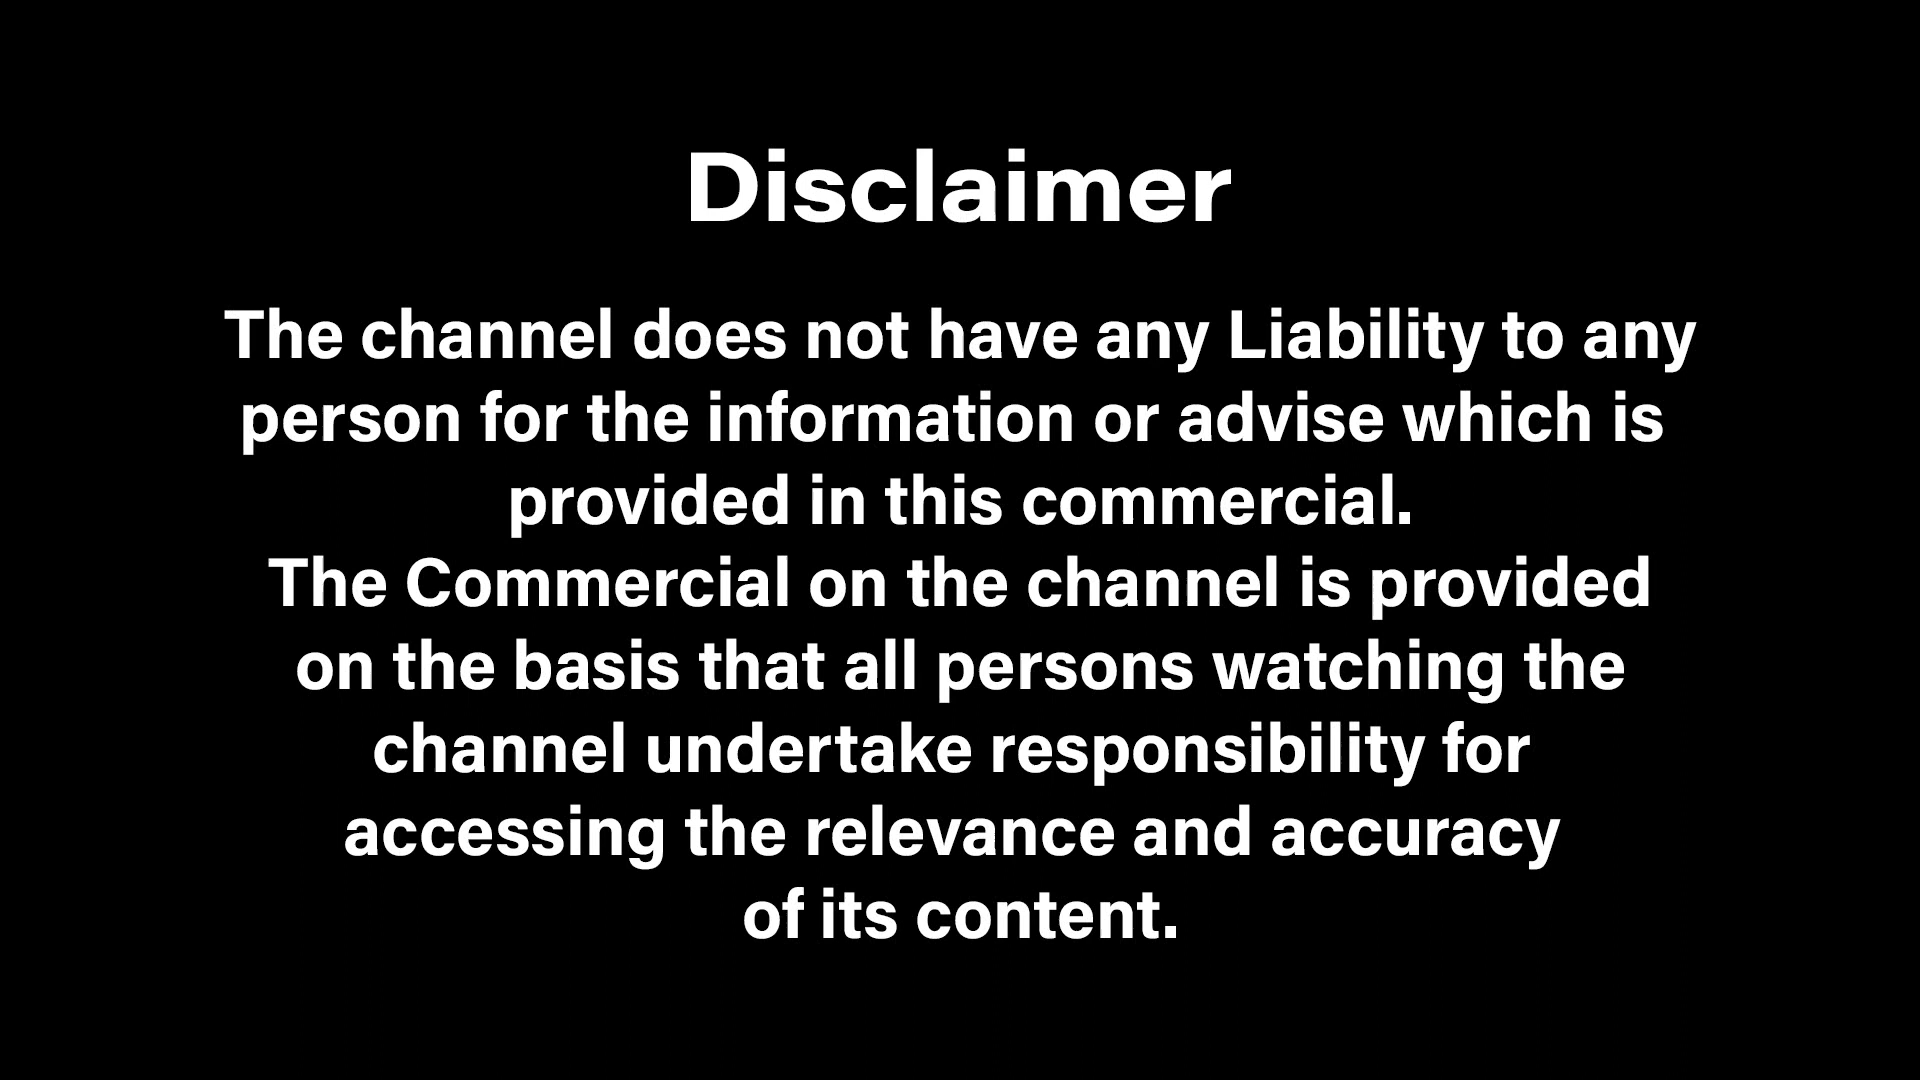 Disclaimer
The channel does not have any Liability to any
person for the information or advise which is
provided in this commercial.
The Commercial on the channel is provided
on the basis that all persons watching the
channel undertake responsibility for
accessing the relevance and accuracy
of its content.